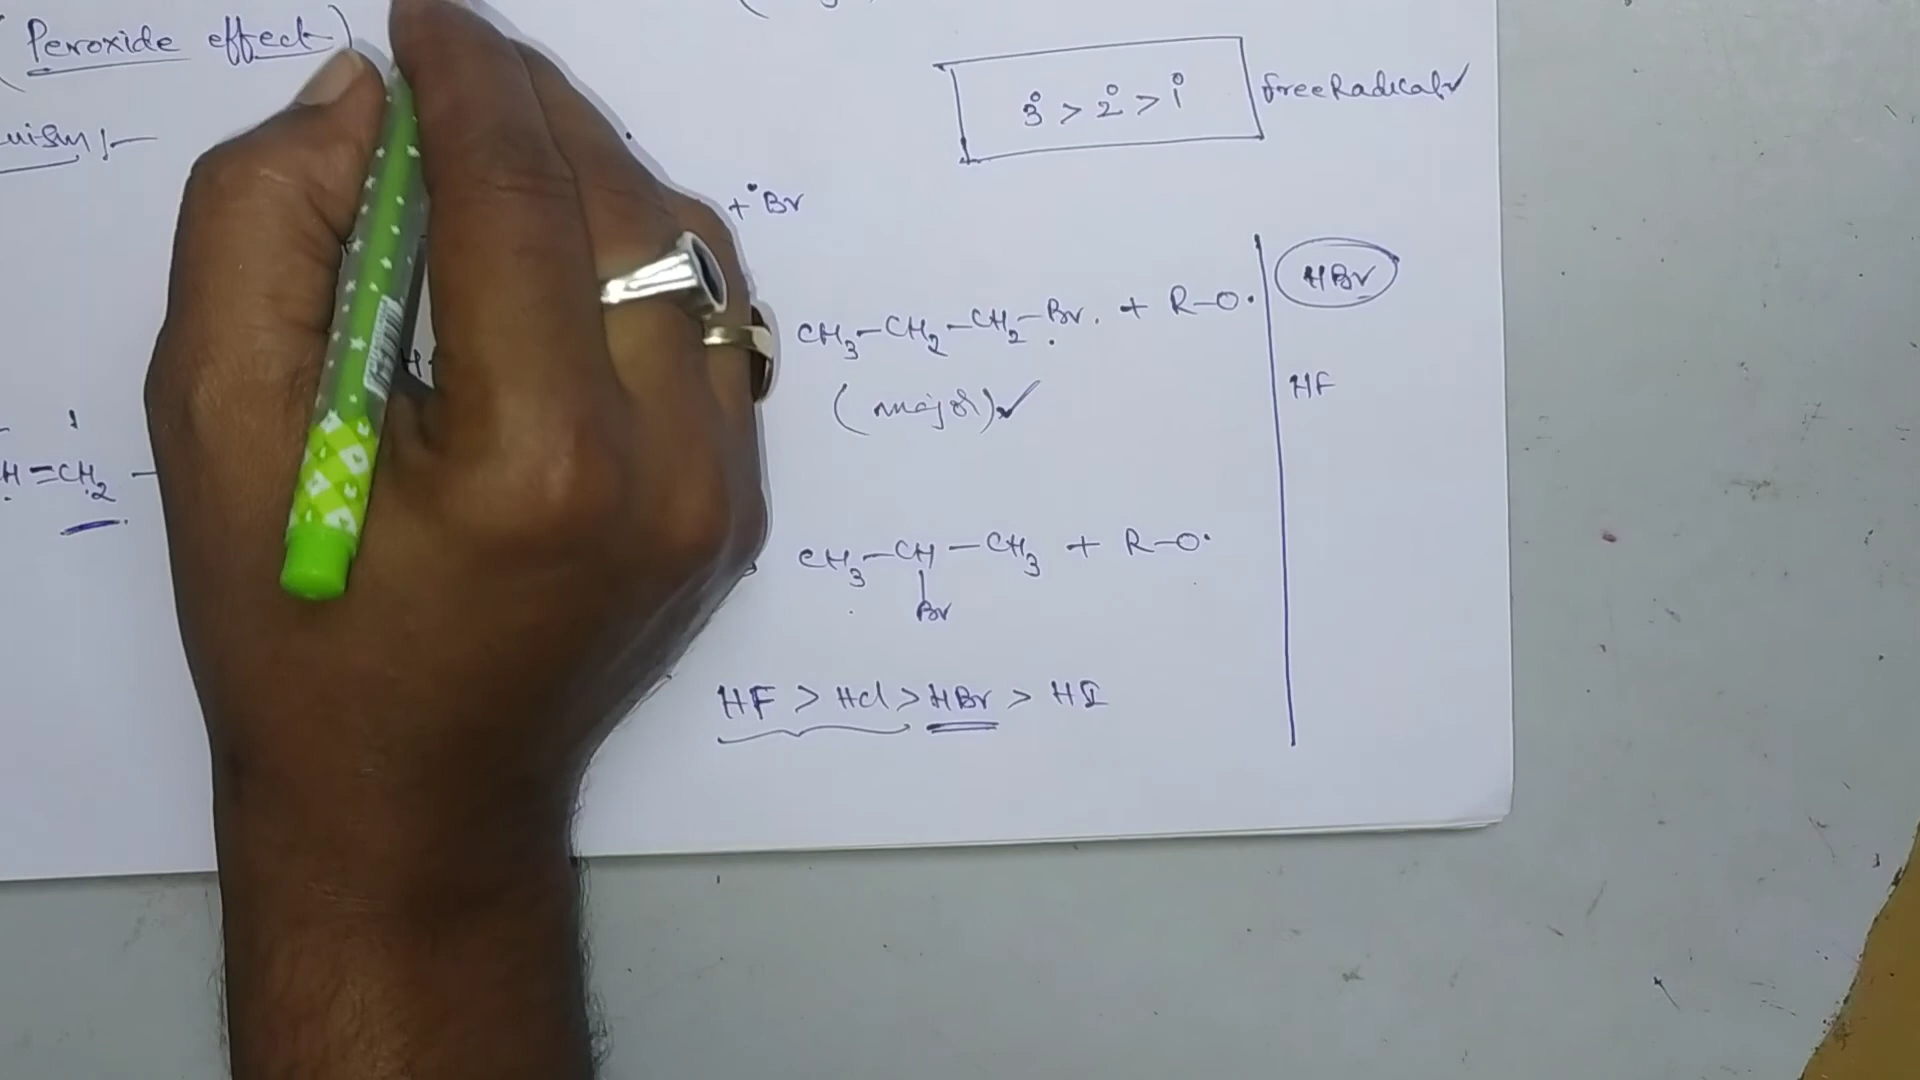 (Peroxide effect)
3° > 2° > 1° free Radical ✓
+ •Br
CH3-CH2-CH2-Br. + R-O•
(major) ✓
HBr
HF
=CH2 -
CH3-CH-CH3 + R-O•
Br
HF > HCl > HBr > HI